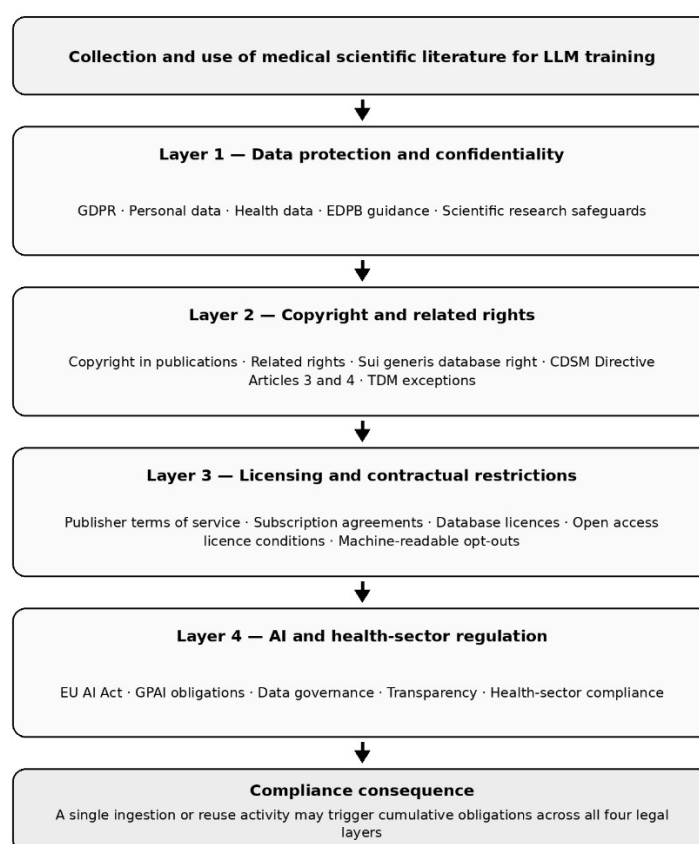 Collection and use of medical scientific literature for LLM training
Layer 1 — Data protection and confidentiality
GDPR · Personal data · Health data · EDPB guidance · Scientific research safeguards
Layer 2 — Copyright and related rights
Copyright in publications · Related rights · Sui generis database right · CDSM Directive
Articles 3 and 4 · TDM exceptions
Layer 3 — Licensing and contractual restrictions
Publisher terms of service · Subscription agreements · Database licences · Open access
licence conditions · Machine-readable opt-outs
Layer 4 — AI and health-sector regulation
EU AI Act · GPAI obligations · Data governance · Transparency · Health-sector compliance
Compliance consequence
A single ingestion or reuse activity may trigger cumulative obligations across all four legal
layers